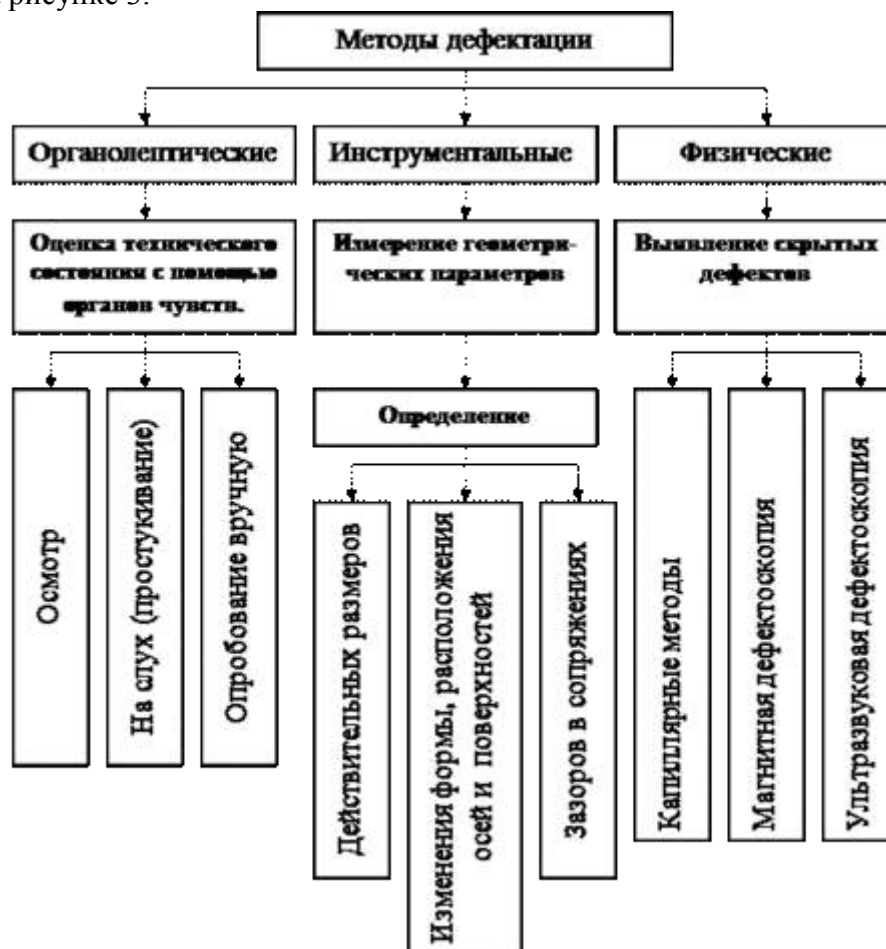 рисунке 3.
Методы дефектации
Органолептические
Инструментальные
Физические
Оценка технического
состояния с помощью
органов чувств.
Измерение геометри-
ческих параметров
Выявление скрытых
дефектов
Осмотр
На слух (простукивание)
Опробование вручную
Определение
Действительных размеров
Изменения формы, расположения
осей и поверхностей
Зазоров в сопряжениях
Капиллярные методы
Магнитная дефектоскопия
Ультразвуковая дефектоскопия